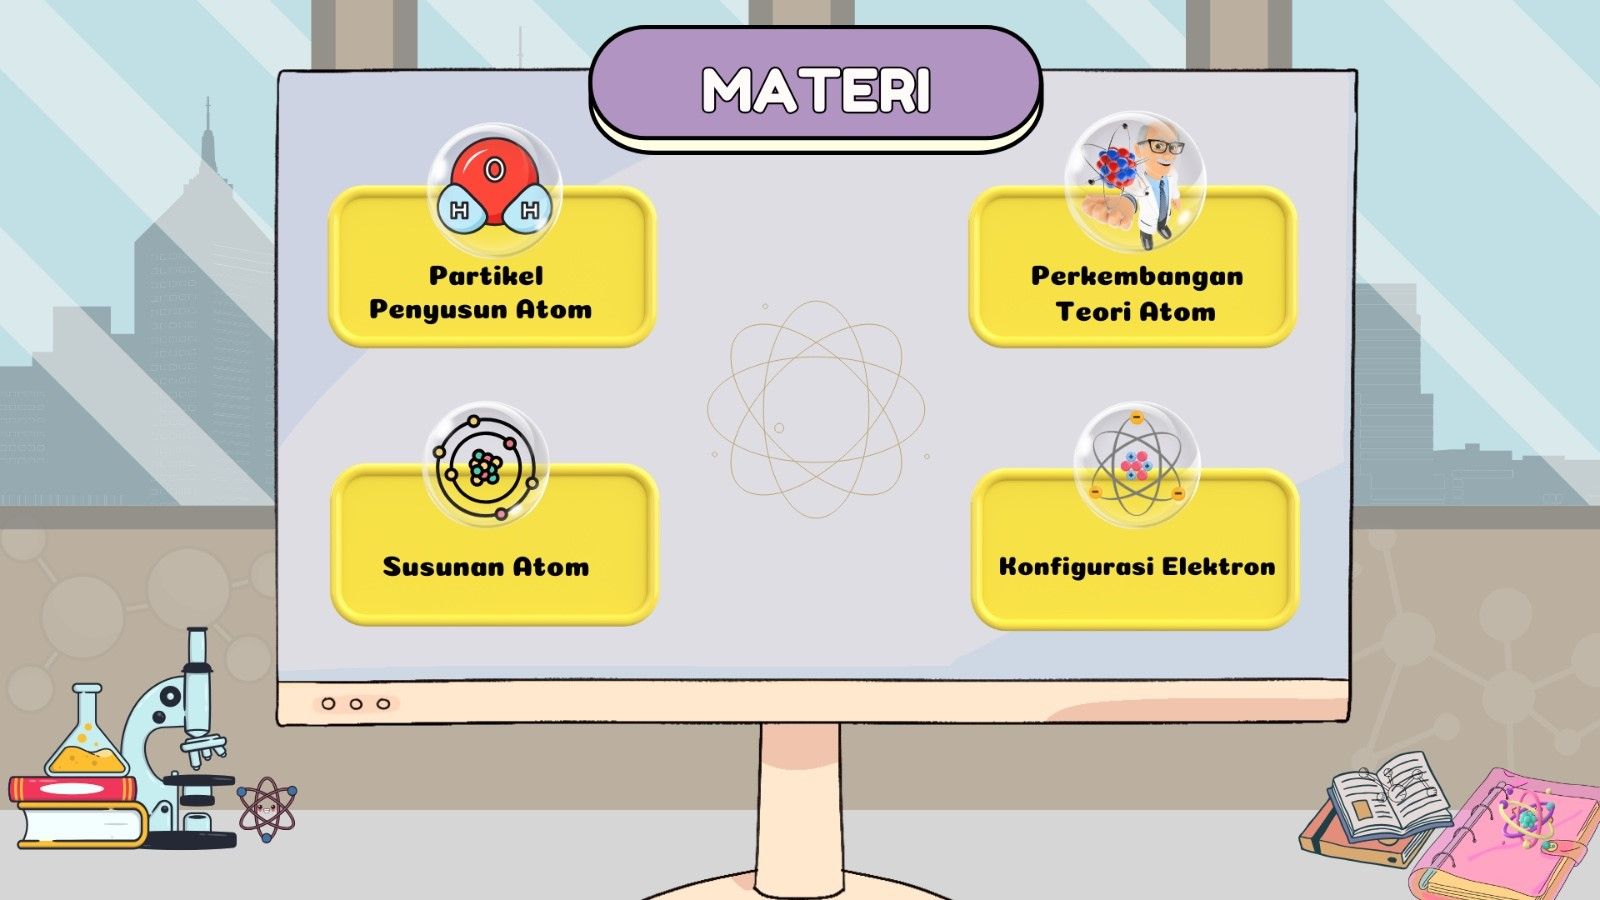 MATERI
O
H
H
Partikel
Penyusun Atom
Perkembangan
Teori Atom
Susunan Atom
Konfigurasi Elektron